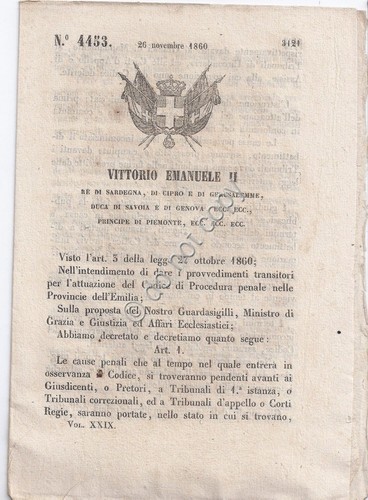 N.° 4453.
26 novembre 1860
3121
VITTORIO EMANUELE II
RE DI SARDEGNA, DI CIPRO E DI GERUSALEMME,
DUCA DI SAVOIA E DI GENOVA ECC. ECC.,
PRINCIPE DI PIEMONTE, ECC. ECC. ECC.
Visto l'art. 5 della legge 27 ottobre 1860;
Nell'intendimento di dare i provvedimenti transitori
per l'attuazione del Codice di Procedura penale nelle
Provincie dell'Emilia;
Sulla proposta del Nostro Guardasigilli, Ministro di
Grazia e Giustizia ed Affari Ecclesiastici;
Abbiamo decretato e decretiamo quanto segue:
Art. 1.
Le cause penali che al tempo nel quale entrerà in
osservanza il Codice, si troveranno pendenti avanti ai
Giusdicenti, o Pretori, a Tribunali di 1.ª istanza, o
Tribunali correzionali, ed a Tribunali d'appello o Corti
Regie, saranno portate, nello stato in cui si trovano,
VOL. XXIX.